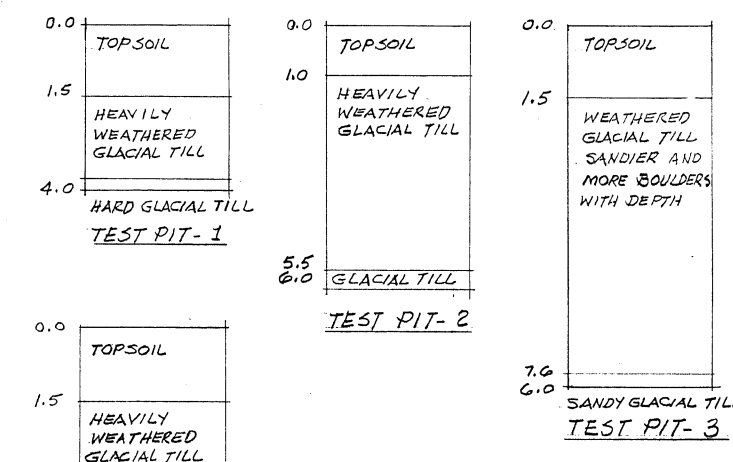 0.0
TOPSOIL
1.5
HEAVILY
WEATHERED
GLACIAL TILL
4.0
HARD GLACIAL TILL
TEST PIT- 1
0.0
TOPSOIL
1.0
HEAVILY
WEATHERED
GLACIAL TILL
5.5
6.0
GLACIAL TILL
TEST PIT- 2
0.0
TOPSOIL
1.5
WEATHERED
GLACIAL TILL
SANDIER AND
MORE BOULDERS
WITH DEPTH
7.6
6.0
SANDY GLACIAL TILL
TEST PIT- 3
0.0
TOPSOIL
1.5
HEAVILY
WEATHERED
GLACIAL TILL